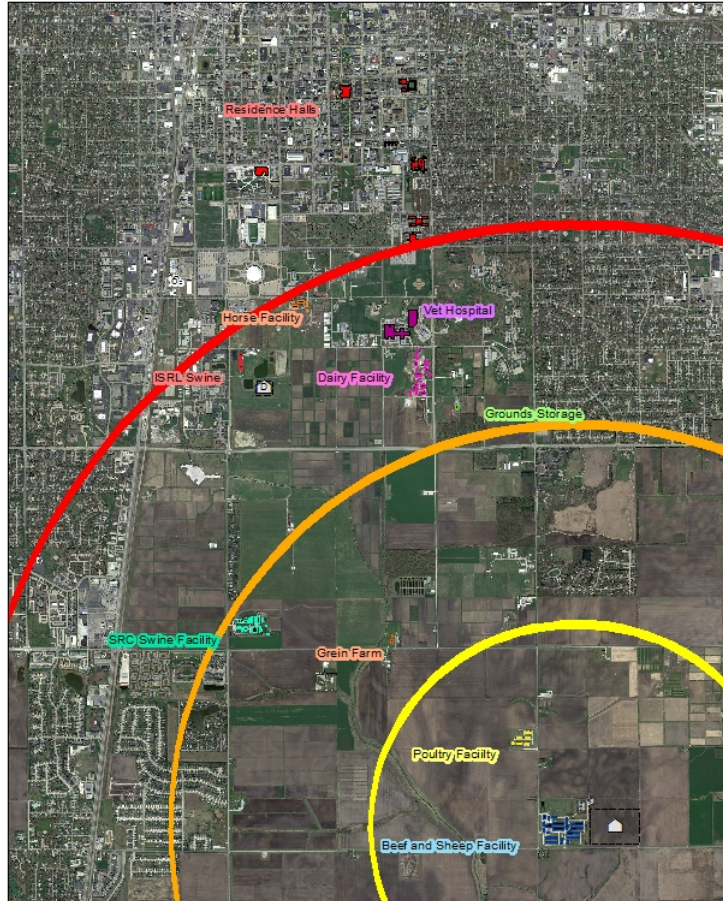 Residence Halls
Horse Facility
Vet Hospital
ISRL Swine
Dairy Facility
Grounds Storage
SRC Swine Facility
Grein Farm
Poultry Facility
Beef and Sheep Facility